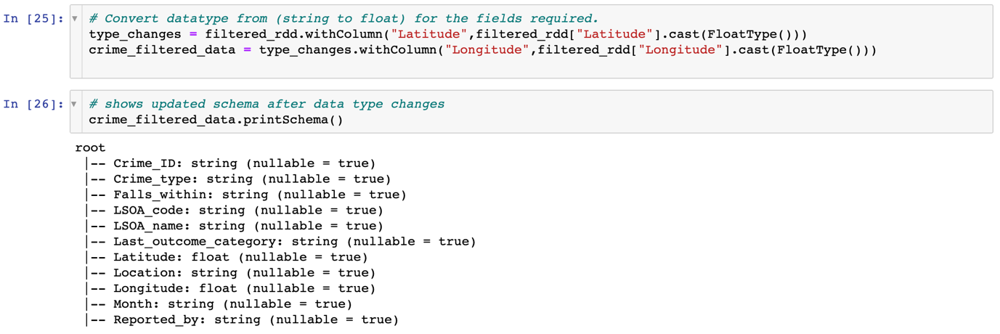 In [25]:
# Convert datatype from (string to float) for the fields required.
type_changes = filtered_rdd.withColumn("Latitude",filtered_rdd["Latitude"].cast(FloatType()))
crime_filtered_data = type_changes.withColumn("Longitude",filtered_rdd["Longitude"].cast(FloatType()))
In [26]:
# shows updated schema after data type changes
crime_filtered_data.printSchema()
root
|-- Crime_ID: string (nullable = true)
|-- Crime_type: string (nullable = true)
|-- Falls_within: string (nullable = true)
|-- LSOA_code: string (nullable = true)
|-- LSOA_name: string (nullable = true)
|-- Last_outcome_category: string (nullable = true)
|-- Latitude: float (nullable = true)
|-- Location: string (nullable = true)
|-- Longitude: float (nullable = true)
|-- Month: string (nullable = true)
|-- Reported_by: string (nullable = true)